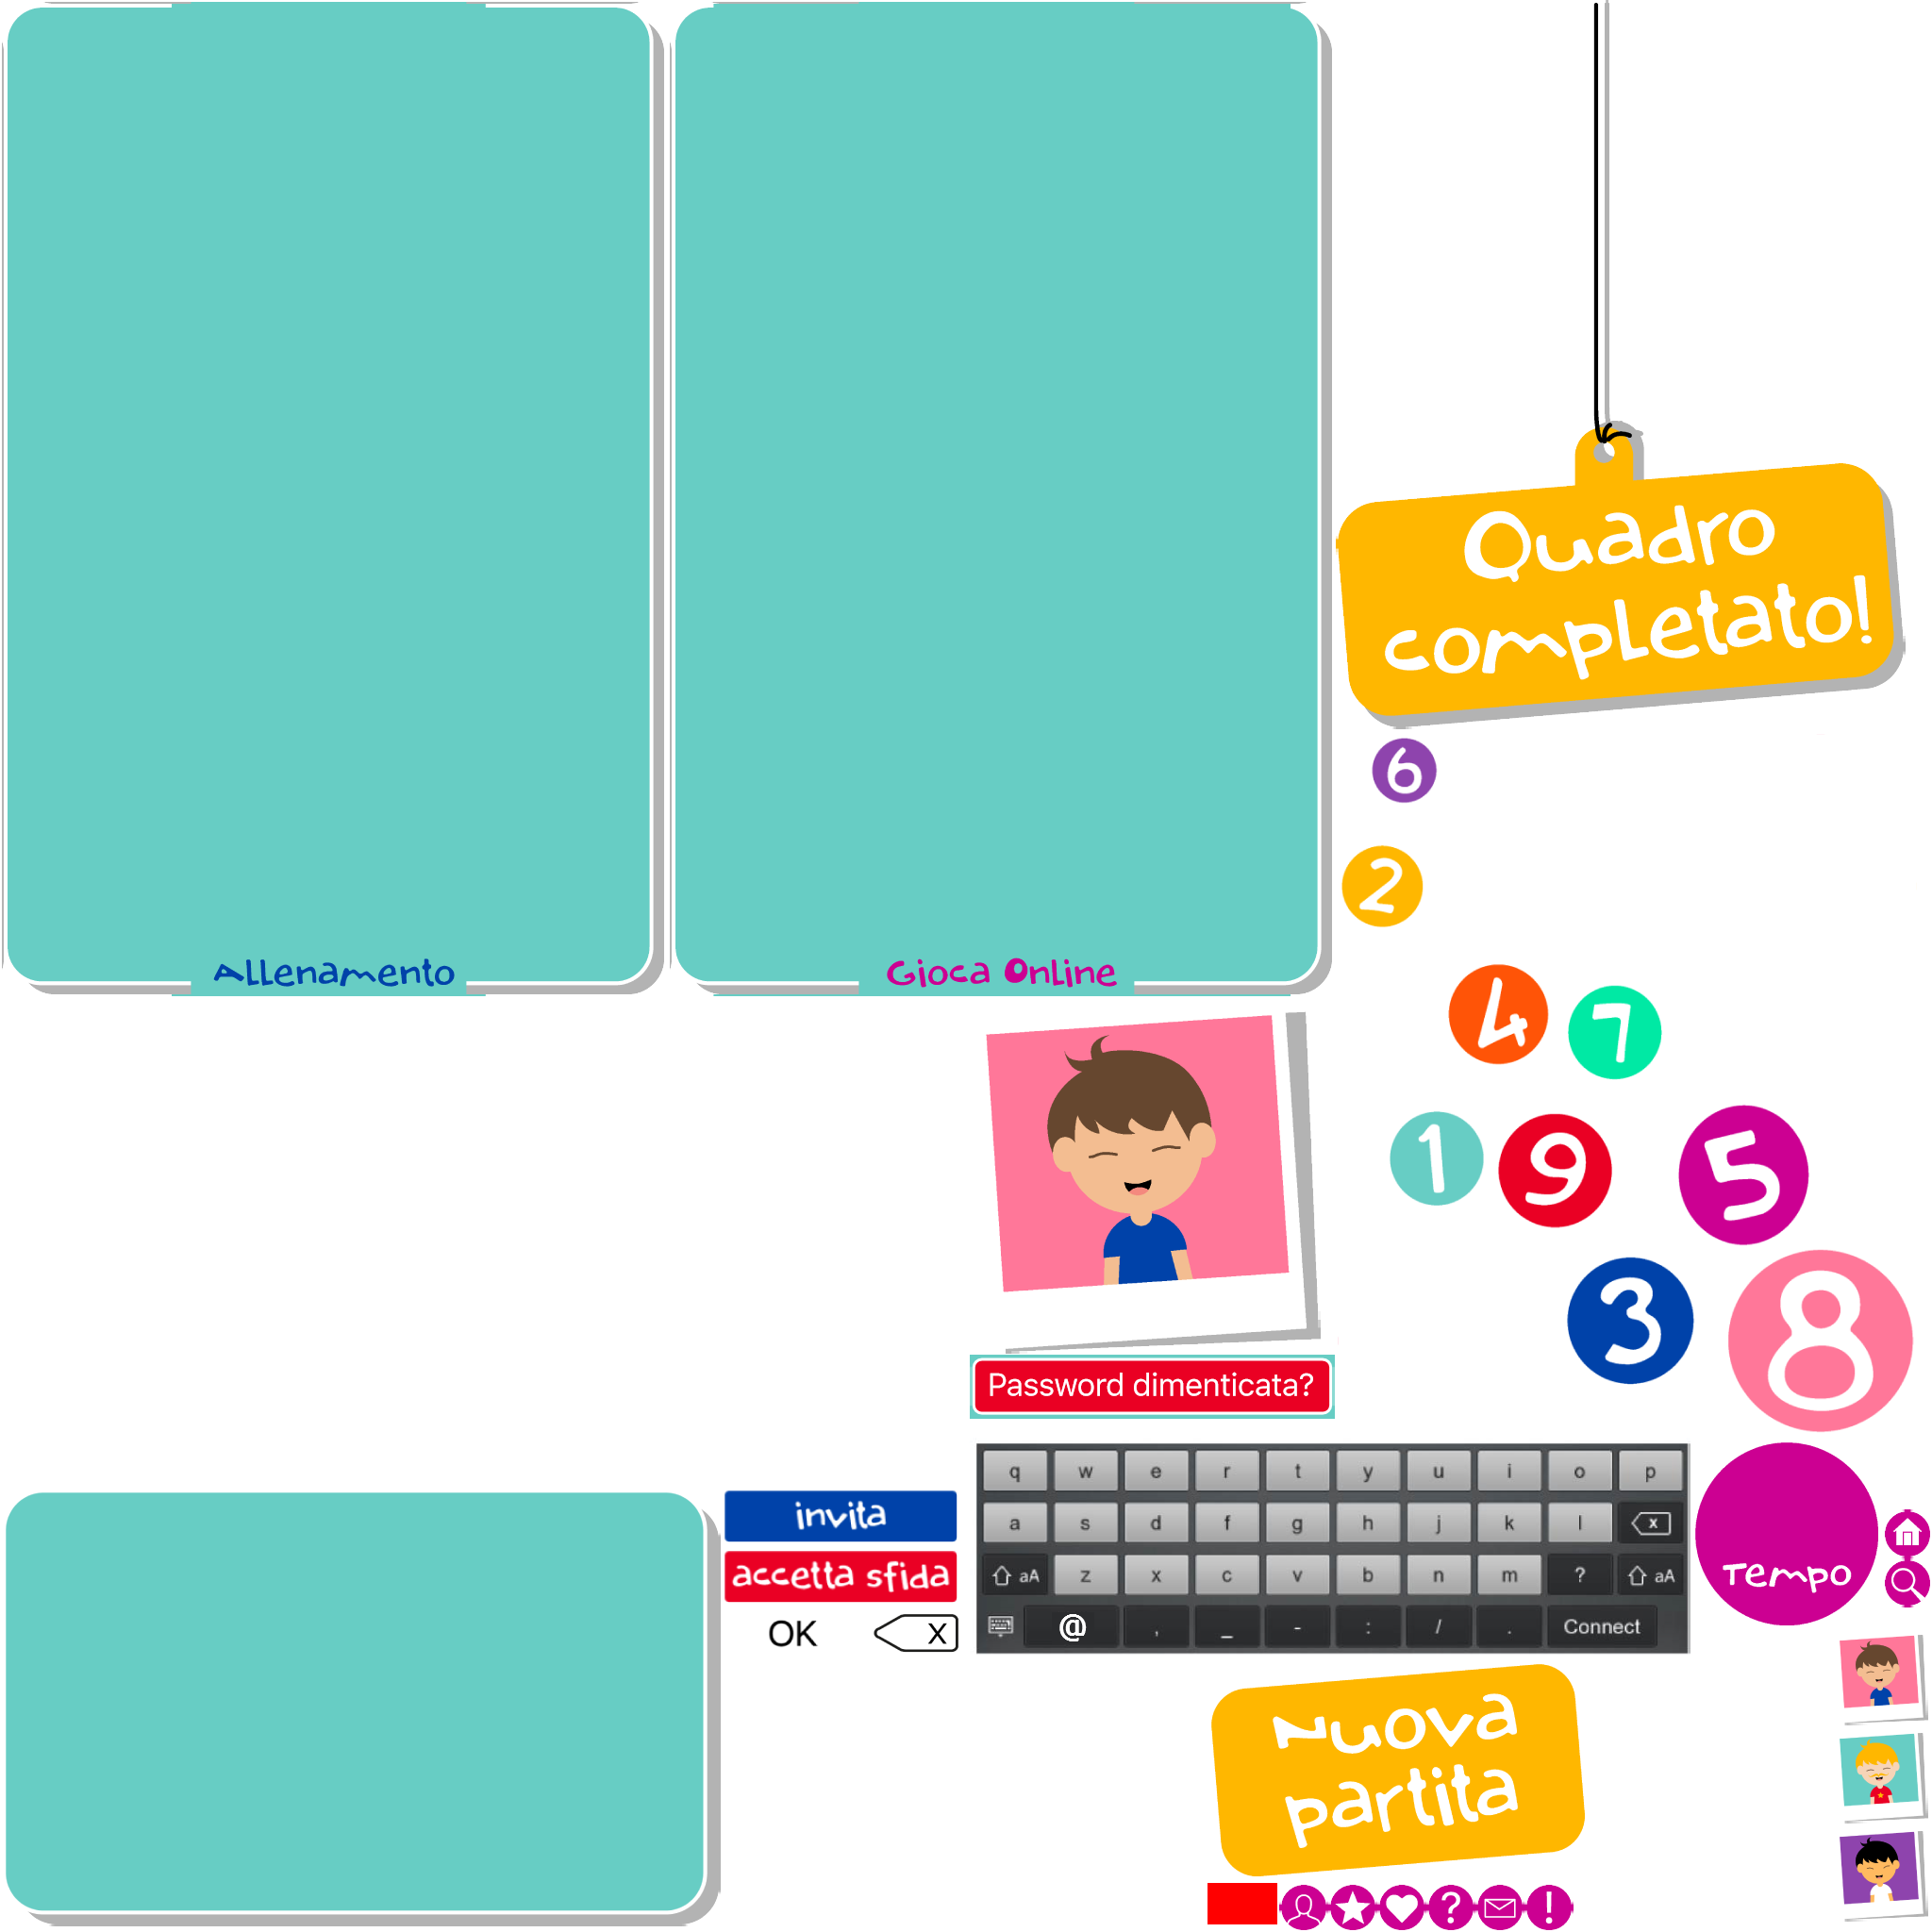 Quadro
completato!
6
2
Allenamento
Gioca Online
4
7
1
9
5
3
8
Password dimenticata?
q w e r t y u i o p
a s d f g h j k l x
aA z x c v b n m ? aA
@ , _ - : / . Connect
invita
accetta sfida
OK X
Tempo
Nuova
partita
? !